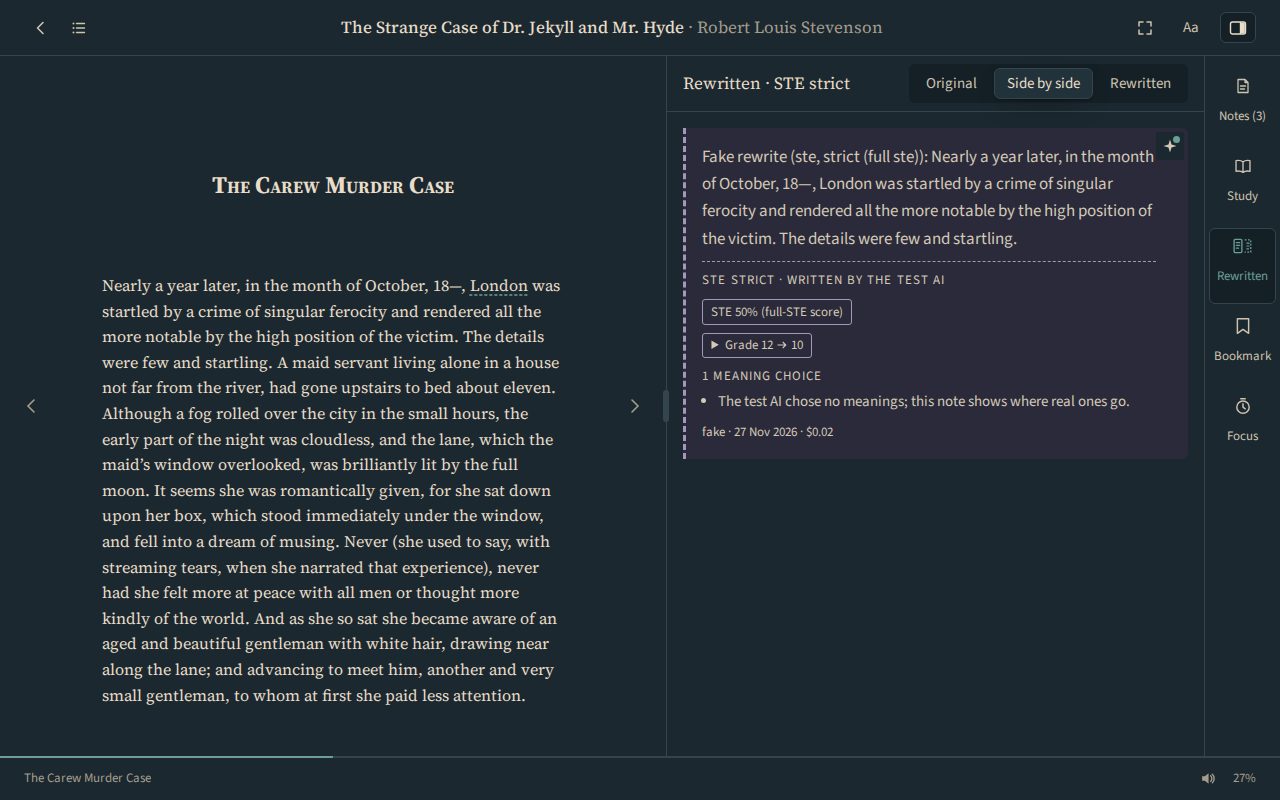 The Strange Case of Dr. Jekyll and Mr. Hyde · Robert Louis Stevenson
Aa
The Carew Murder Case
Nearly a year later, in the month of October, 18—, London was
startled by a crime of singular ferocity and rendered all the
more notable by the high position of the victim. The details
were few and startling. A maid servant living alone in a house
not far from the river, had gone upstairs to bed about eleven.
Although a fog rolled over the city in the small hours, the
early part of the night was cloudless, and the lane, which the
maid’s window overlooked, was brilliantly lit by the full
moon. It seems she was romantically given, for she sat down
upon her box, which stood immediately under the window,
and fell into a dream of musing. Never (she used to say, with
streaming tears, when she narrated that experience), never
had she felt more at peace with all men or thought more
kindly of the world. And as she so sat she became aware of an
aged and beautiful gentleman with white hair, drawing near
along the lane; and advancing to meet him, another and very
small gentleman, to whom at first she paid less attention.
Rewritten · STE strict
Original
Side by side
Rewritten
Fake rewrite (ste, strict (full ste)): Nearly a year later, in the month
of October, 18—, London was startled by a crime of singular
ferocity and rendered all the more notable by the high position of
the victim. The details were few and startling.
STE STRICT · WRITTEN BY THE TEST AI
STE 50% (full-STE score)
Grade 12 → 10
1 MEANING CHOICE
The test AI chose no meanings; this note shows where real ones go.
fake · 27 Nov 2026 · $0.02
Notes (3)
Study
Rewritten
Bookmark
Focus
The Carew Murder Case
27%